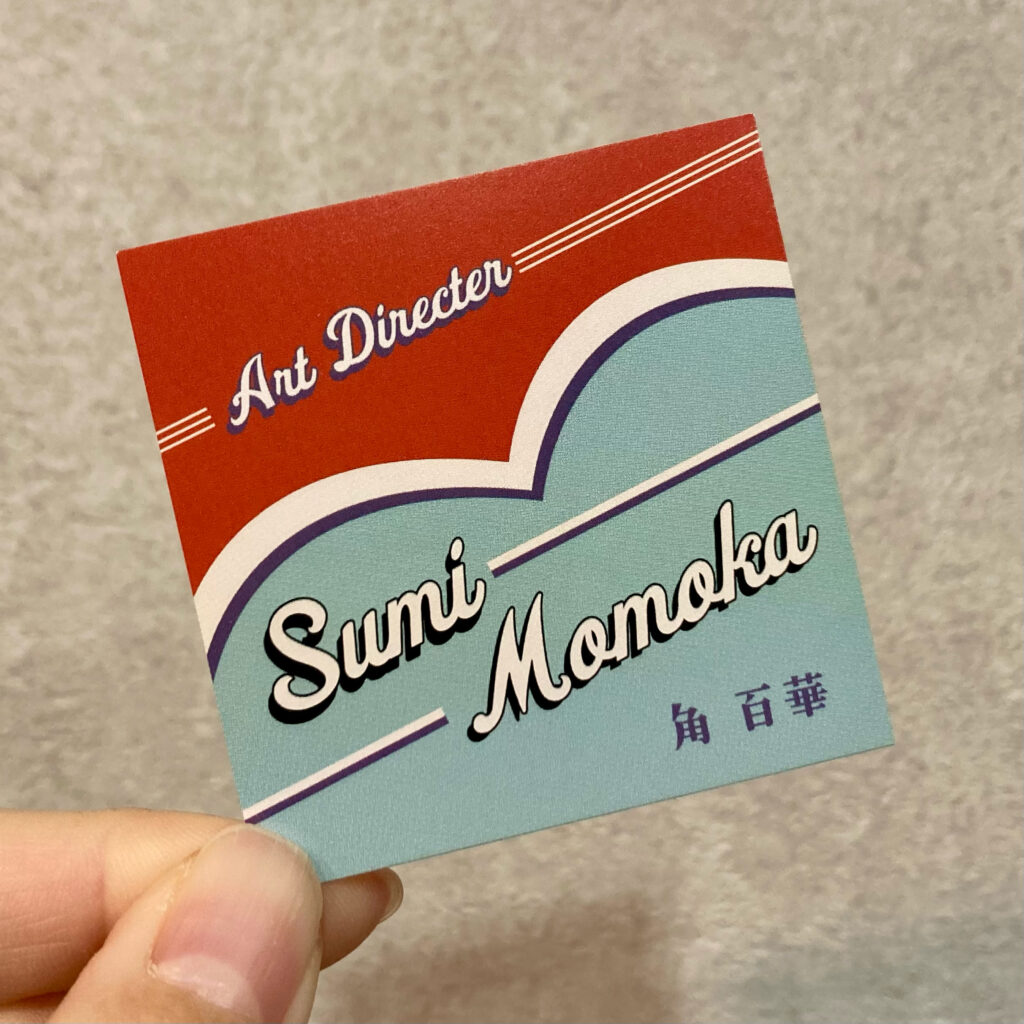 Art Directer
Sumi
Momoka
角 百華